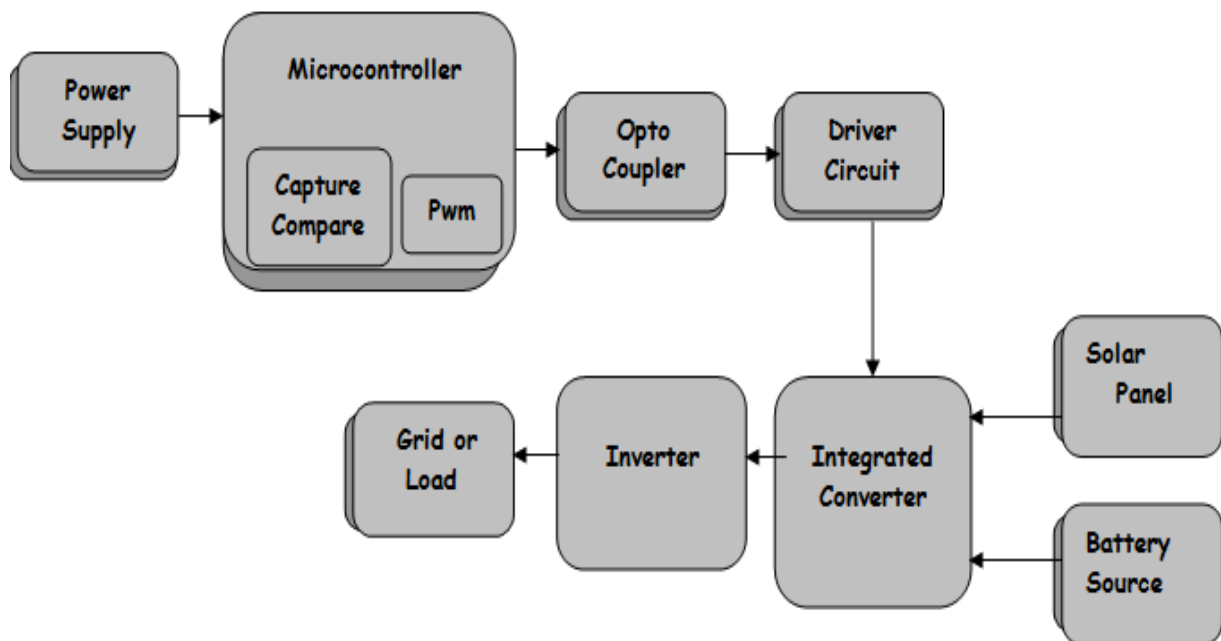 Power
Supply
Microcontroller
Capture
Compare
Pwm
Opto
Coupler
Driver
Circuit
Solar
Panel
Grid or
Load
Inverter
Integrated
Converter
Battery
Source